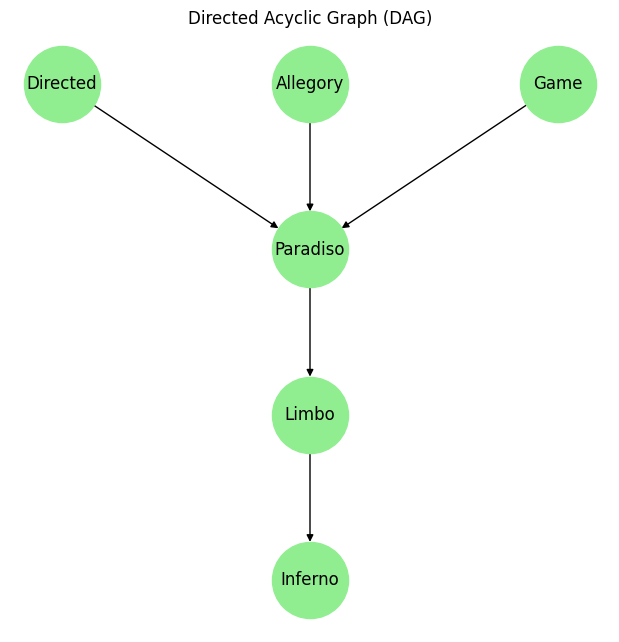 Directed Acyclic Graph (DAG)
Directed
Allegory
Game
Paradiso
Limbo
Inferno